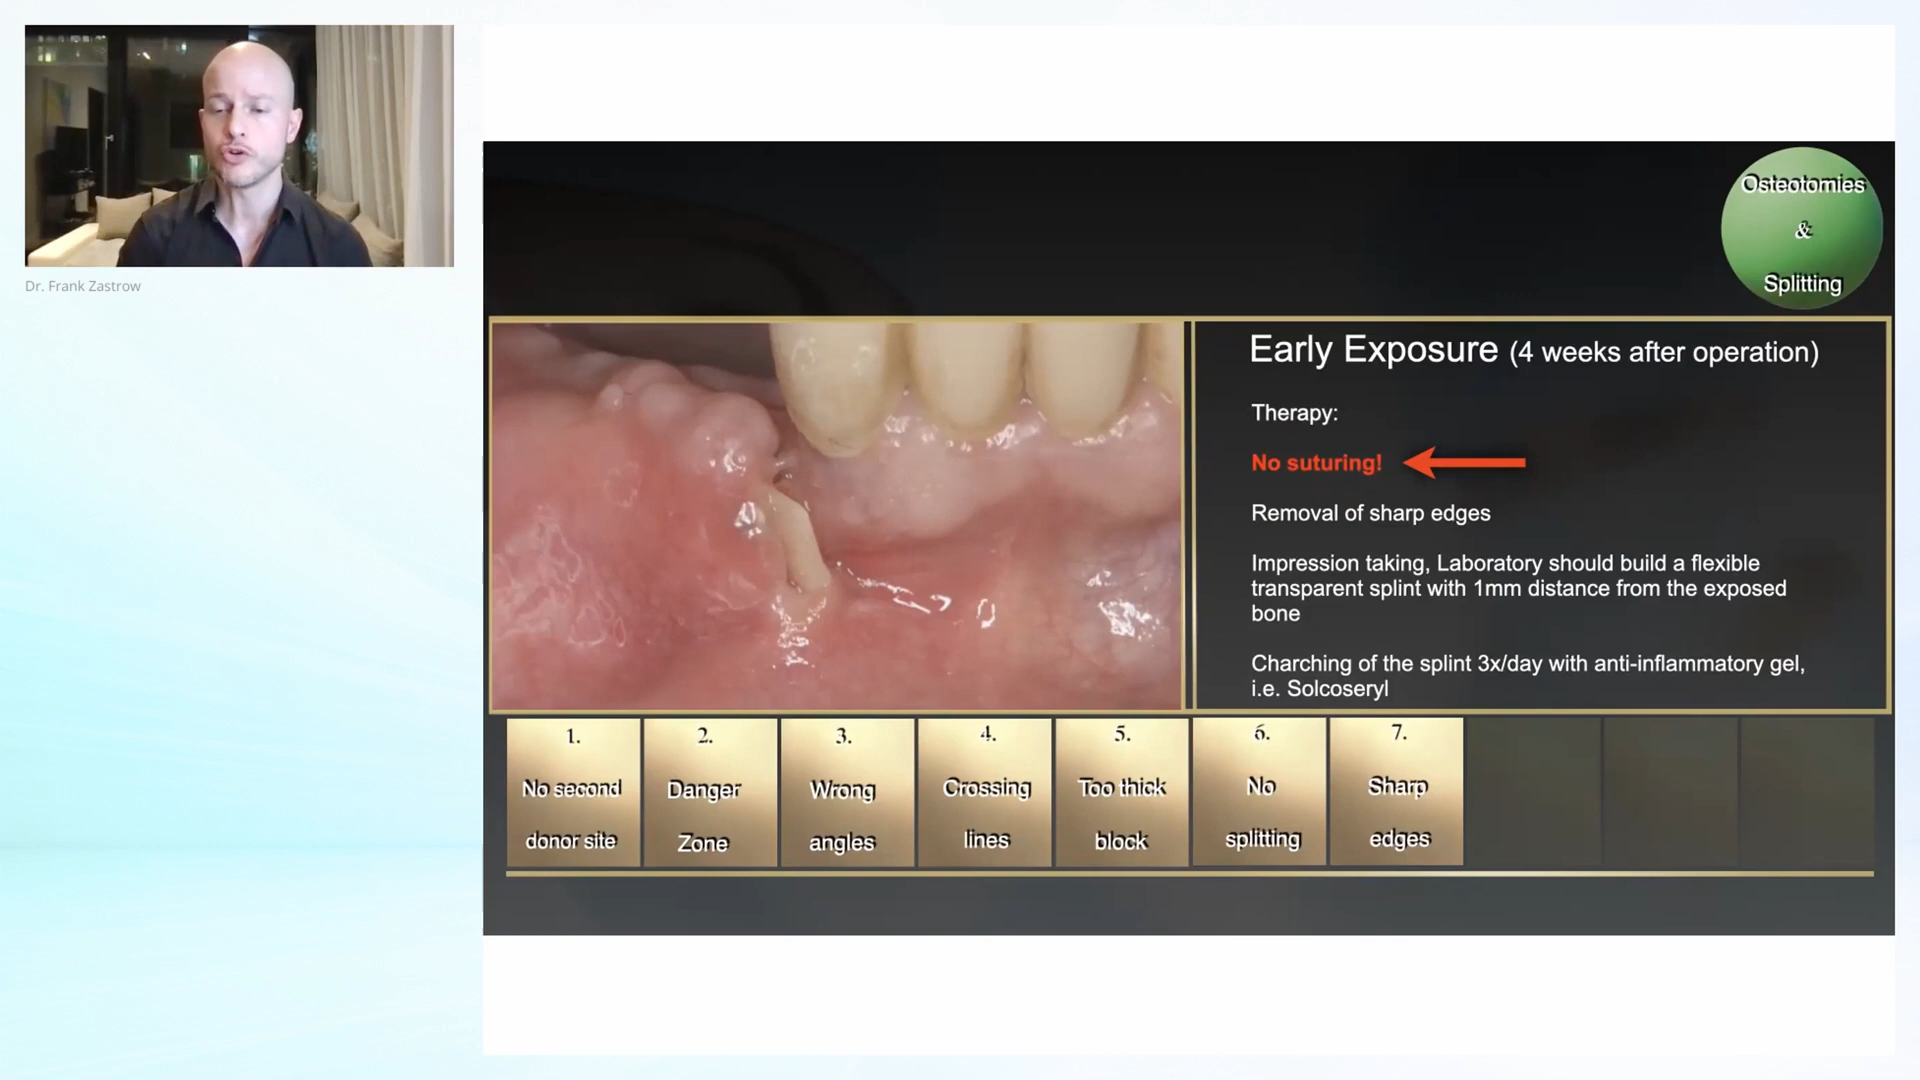 Dr. Frank Zastrow
Osteotomies
&
Splitting
Early Exposure (4 weeks after operation)
Therapy:
No suturing!
Removal of sharp edges
Impression taking, Laboratory should build a flexible
transparent splint with 1mm distance from the exposed
bone
Charching of the splint 3x/day with anti-inflammatory gel,
i.e. Solcoseryl
1.
No second
donor site
2.
Danger
Zone
3.
Wrong
angles
4.
Crossing
lines
5.
Too thick
block
6.
No
splitting
7.
Sharp
edges